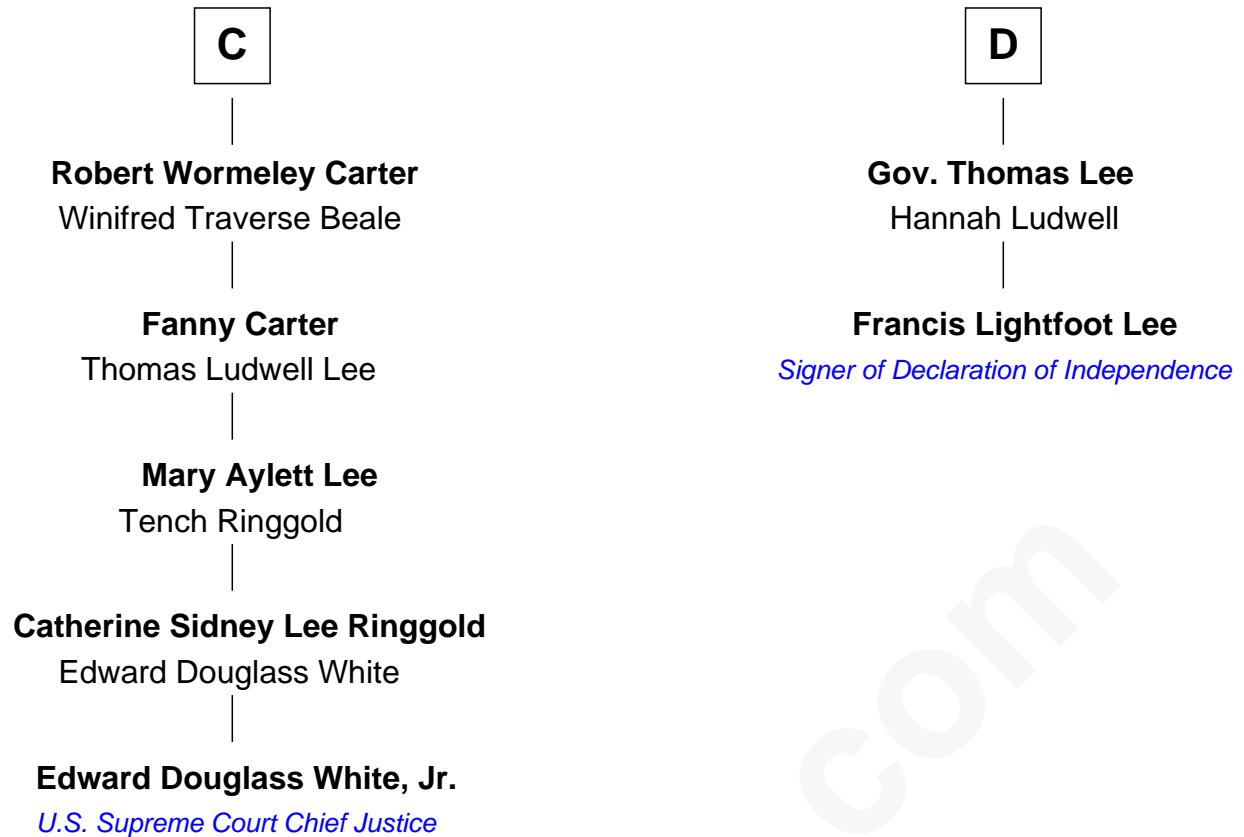 C
Robert Wormeley Carter
Winifred Traverse Beale
Fanny Carter
Thomas Ludwell Lee
Mary Aylett Lee
Tench Ringgold
Catherine Sidney Lee Ringgold
Edward Douglass White
Edward Douglass White, Jr.
U.S. Supreme Court Chief Justice
D
Gov. Thomas Lee
Hannah Ludwell
Francis Lightfoot Lee
Signer of Declaration of Independence
com